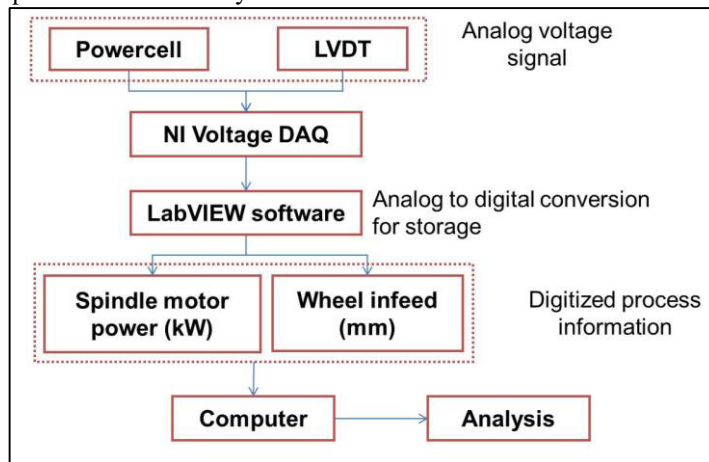 Powercell
LVDT
Analog voltage
signal
NI Voltage DAQ
LabVIEW software
Analog to digital conversion
for storage
Spindle motor
power (kW)
Wheel infeed
(mm)
Digitized process
information
Computer
Analysis